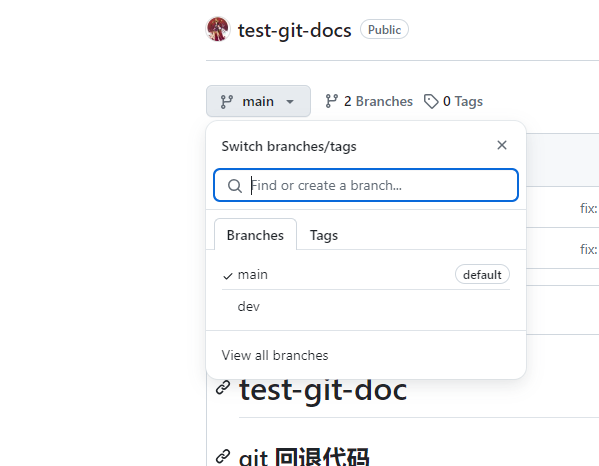 test-git-docs Public
main 2 Branches 0 Tags
Switch branches/tags
Find or create a branch...
Branches Tags
fix:
main default
fix:
dev
View all branches
test-git-doc
git 回退代码